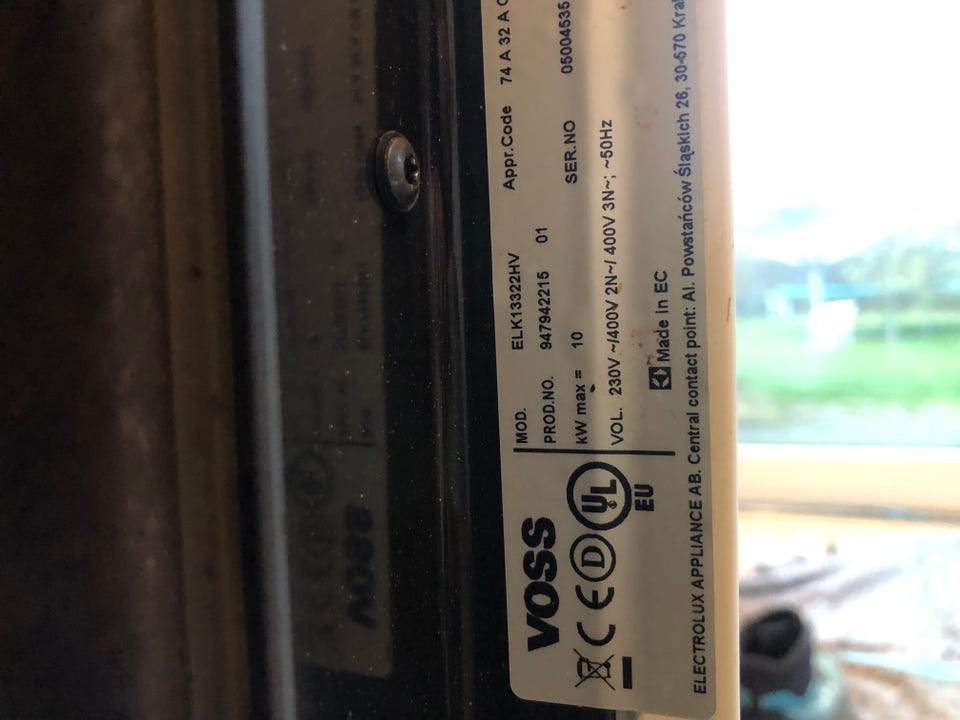 VOSS
D
UL
EU
MOD. ELK13322HV Appr.Code 74 A 32 A
PROD.NO. 947942215 01 SER.NO 05004535
kW max = 10
VOL. 230V ~/400V 2N~/ 400V 3N~; ~50Hz
Made in EC
ELECTROLUX APPLIANCE AB. Central contact point: Al. Powstańców Śląskich 26, 30-570